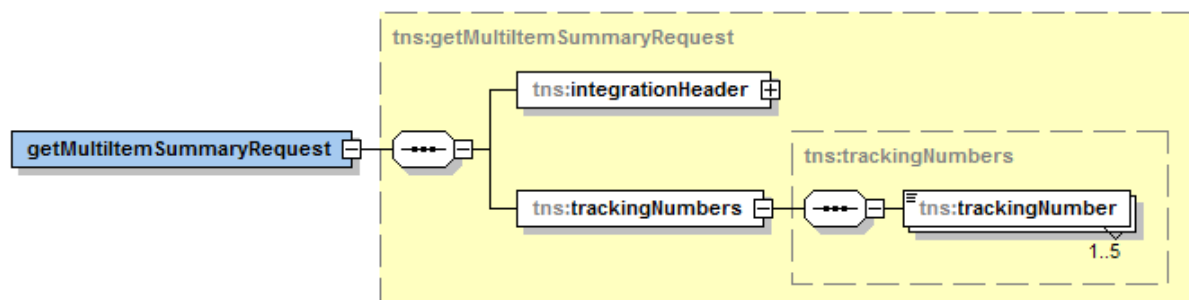 tns:getMultiItemSummaryRequest
tns:integrationHeader
getMultiItemSummaryRequest
tns:trackingNumbers
tns:trackingNumbers
tns:trackingNumber
1..5